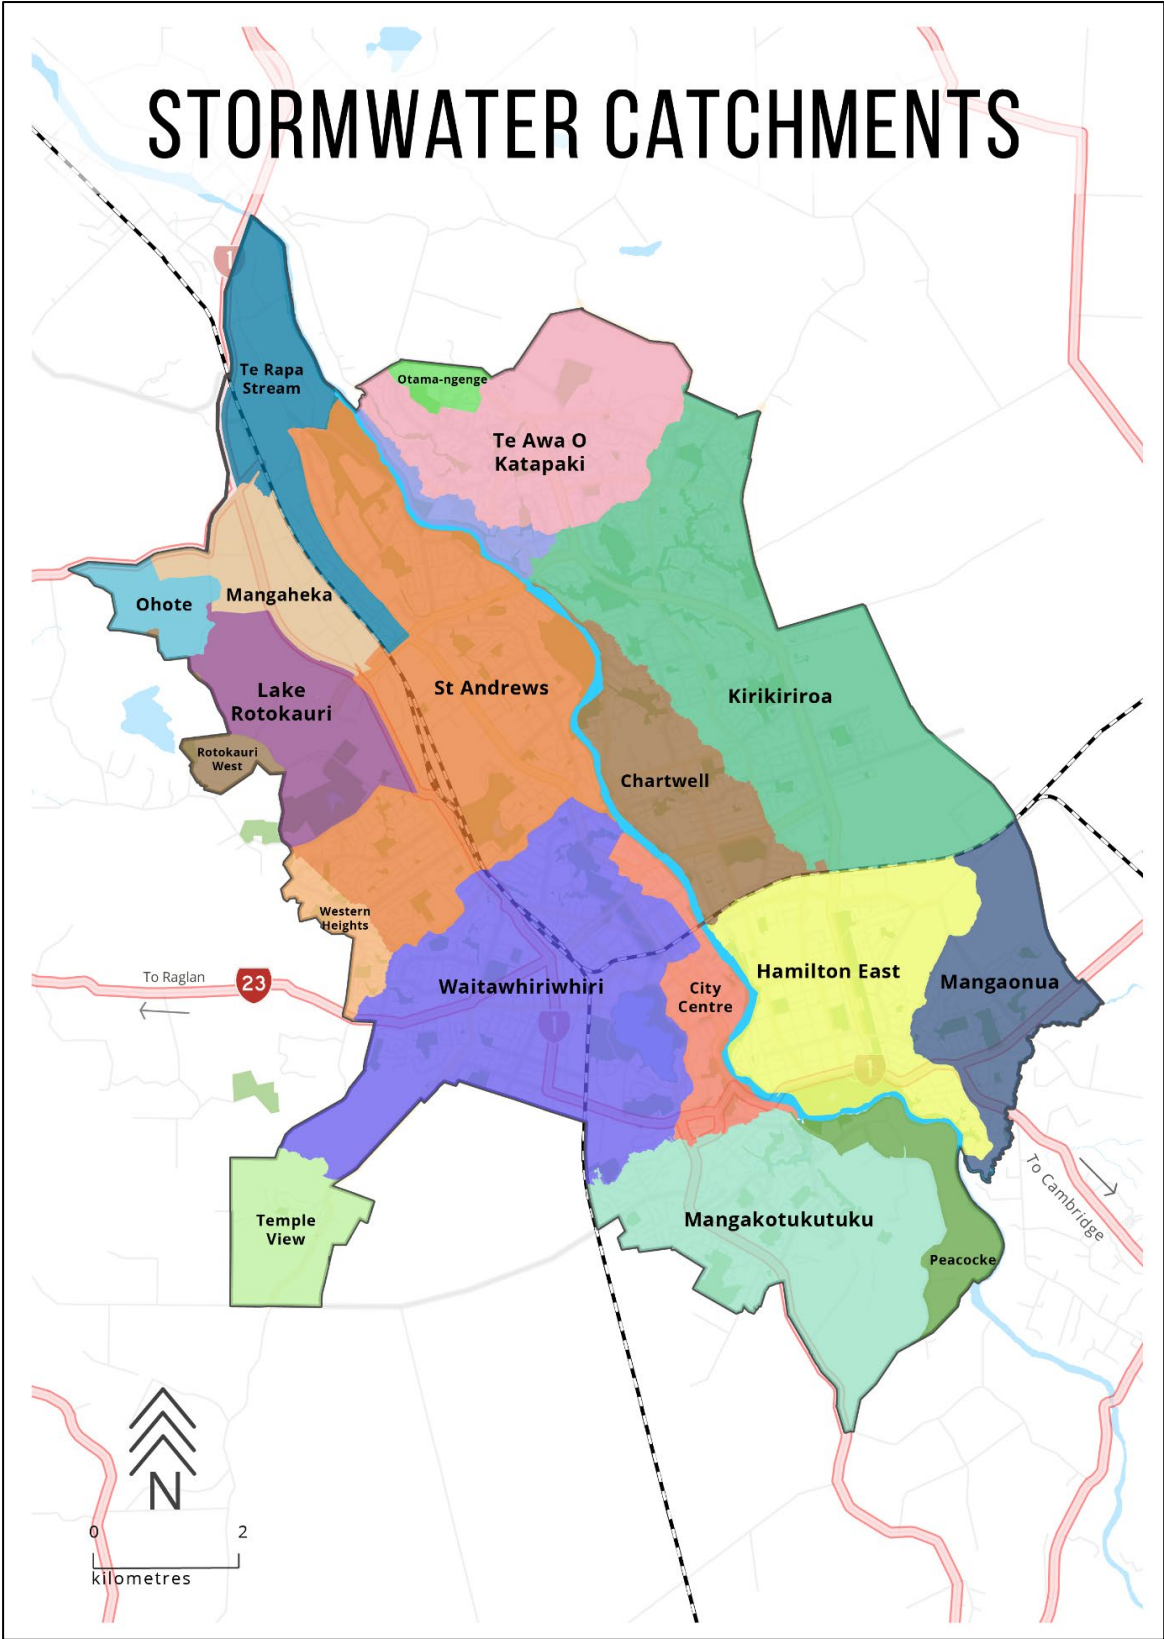 STORMWATER CATCHMENTS
1
Te Rapa
Stream
Otama-ngenge
Te Awa O
Katapaki
Ohote
Mangaheka
Lake
Rotokauri
St Andrews
Kirikiriroa
Rotokauri
West
Chartwell
Western
Heights
To Raglan
23
Waitawhiriwhiri
City
Centre
Hamilton East
Mangaonua
1
1
To Cambridge
Temple
View
Mangakotukutuku
Peacocke
N
0 2
kilometres